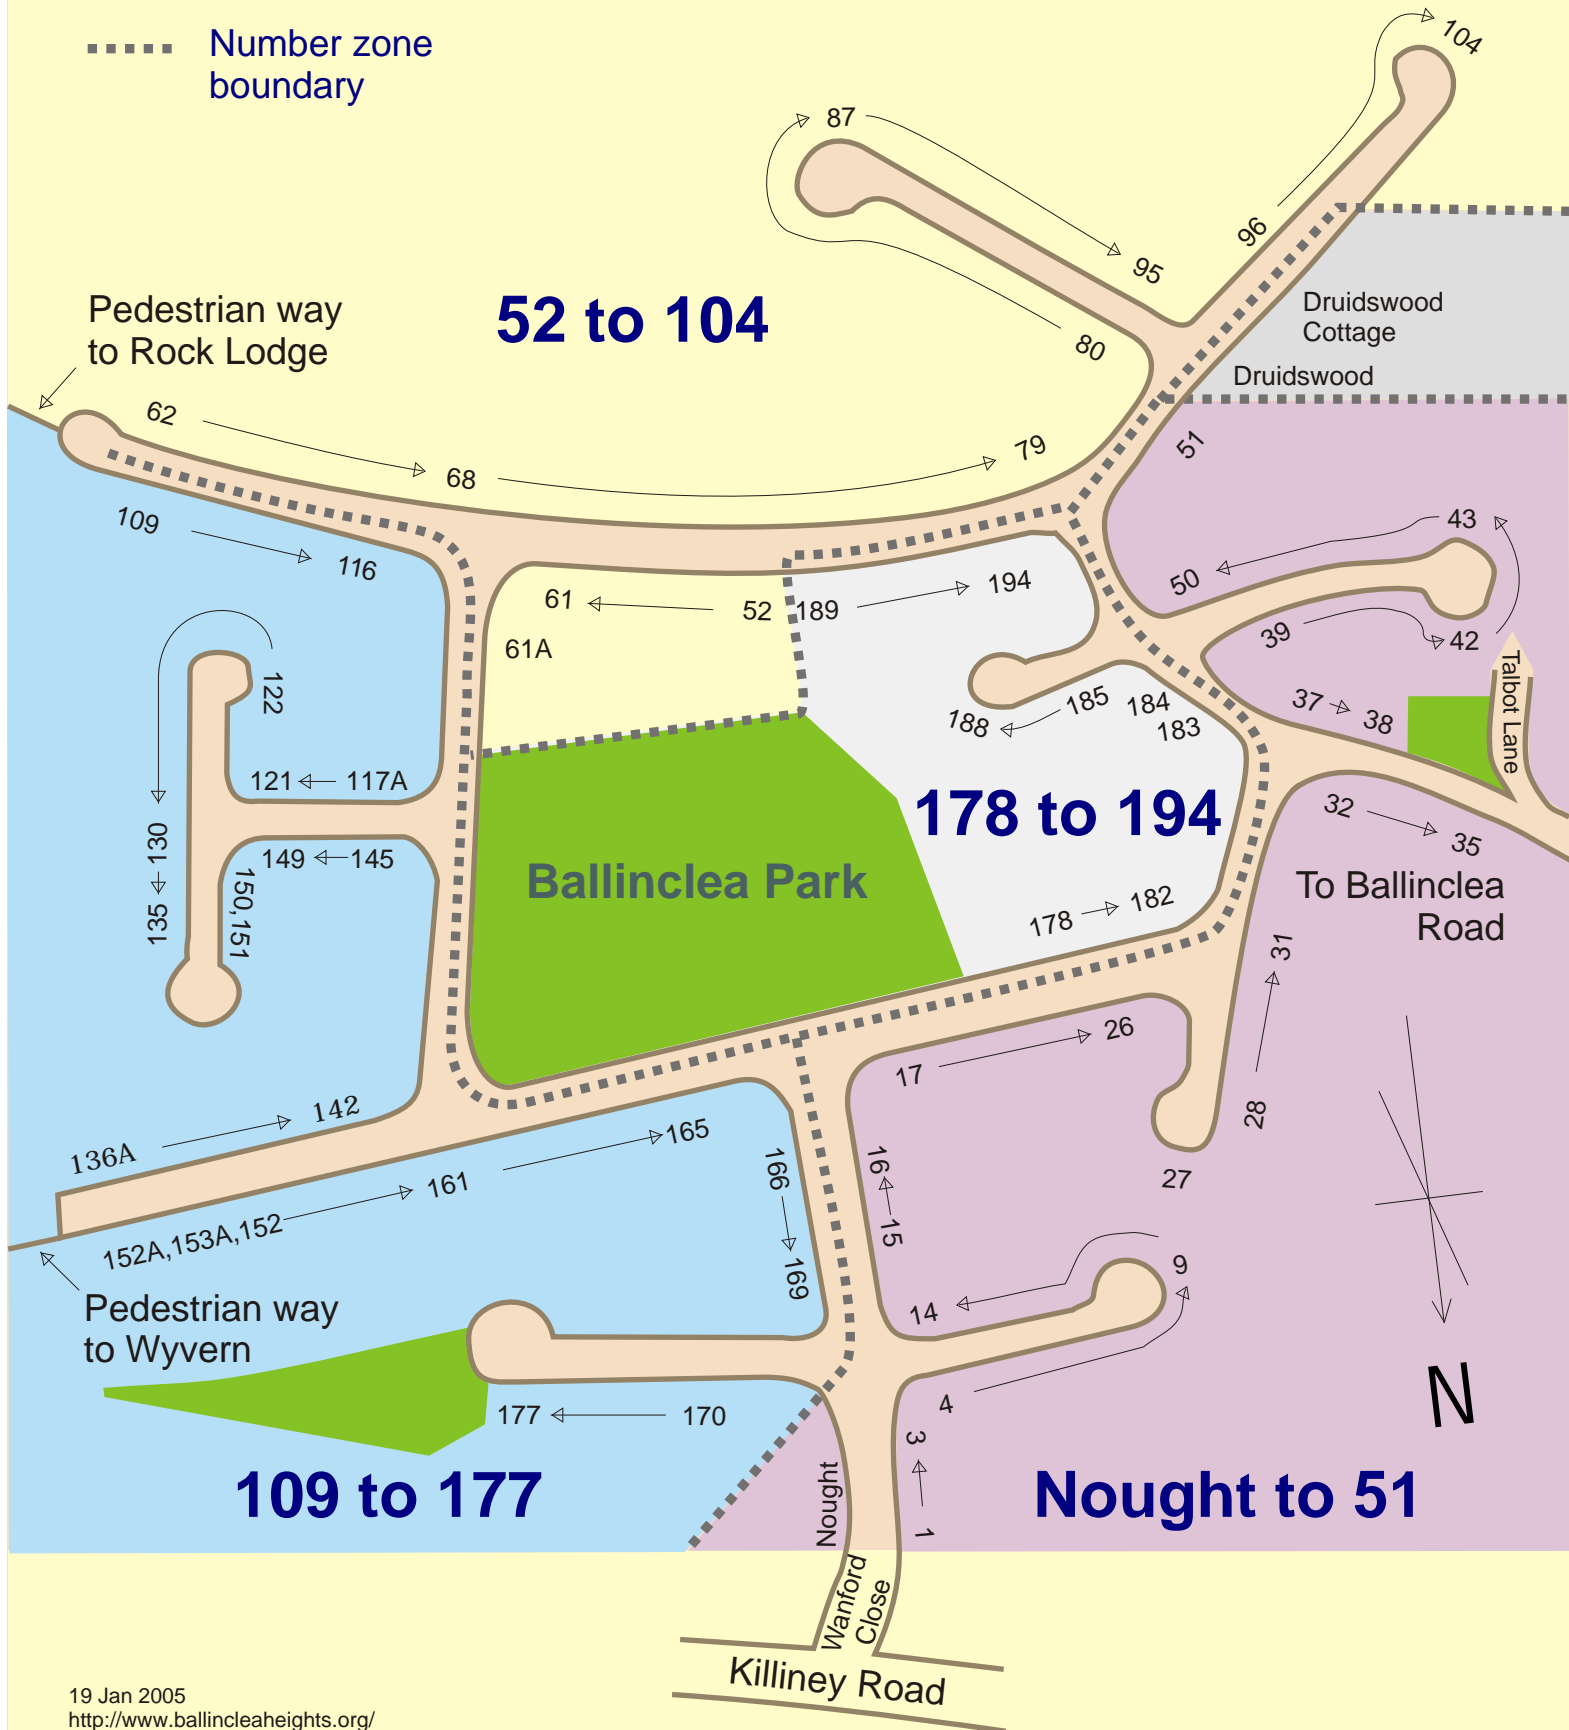 Number zone
boundary
104
87
95
96
80
52 to 104
Druidswood
Cottage
Druidswood
Pedestrian way
to Rock Lodge
62
68
79
51
109
116
61
52
189
194
61A
43
50
39
42
Talbot Lane
37
38
122
188
185
184
183
121
117A
178 to 194
130
149
145
150,151
135
Ballinclea Park
178
182
32
35
To Ballinclea
Road
31
28
17
26
27
136A
142
165
161
152A,153A,152
166
169
16
15
9
14
Pedestrian way
to Wyvern
4
3
1
N
177
170
109 to 177
Nought
Nought to 51
Wanford
Close
Killiney Road
19 Jan 2005
http://www.ballincleaheights.org/